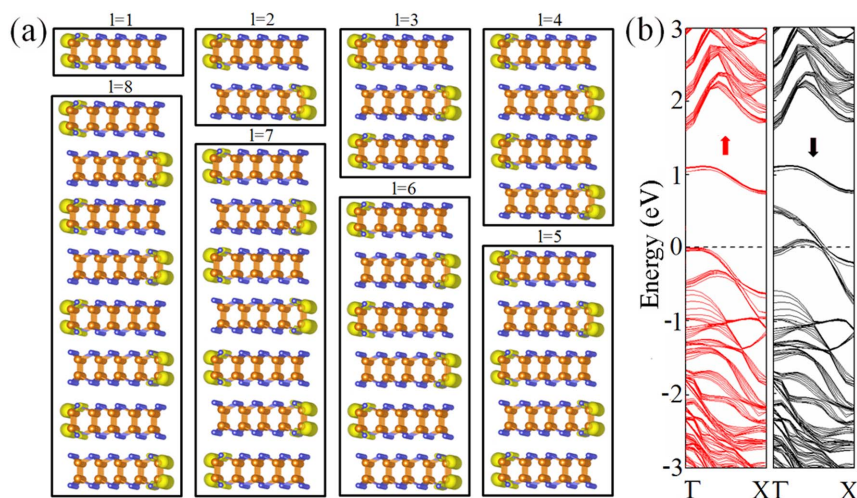 (a)
l=1
l=2
l=3
l=4
l=8
l=7
l=6
l=5
(b)
Energy (eV)
3
2
1
0
-1
-2
-3
Γ
X
Γ
X